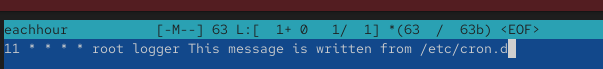 eachhour [-M--] 63 L:[ 1+ 0 1/ 1] *(63 / 63b) <EOF>
11 * * * * root logger This message is written from /etc/cron.d